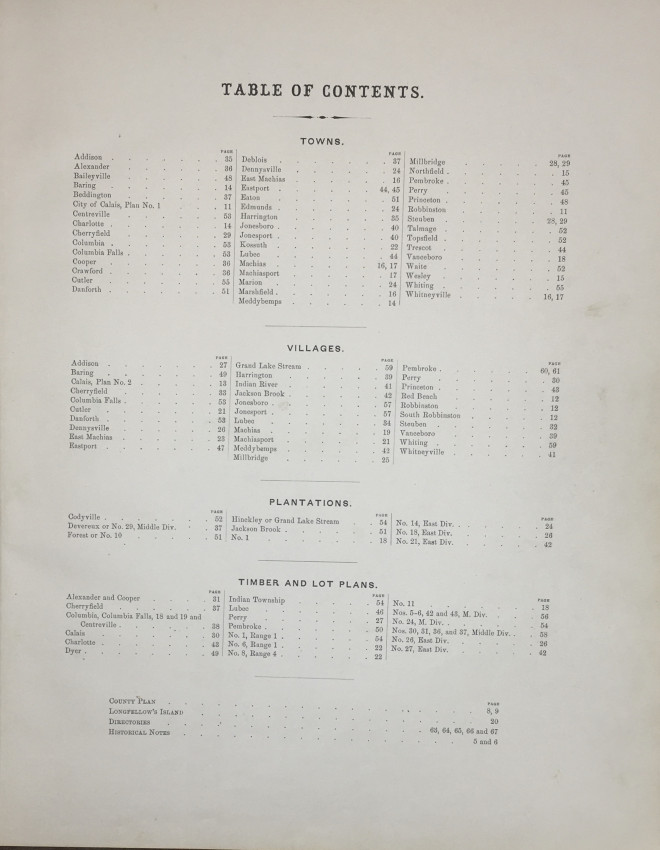 TABLE OF CONTENTS.
TOWNS.
PAGE
Addison . . . . . . . 35
Alexander . . . . . . 36
Baileyville . . . . . . 48
Baring . . . . . . . 14
Beddington . . . . . . 37
City of Calais, Plan No. 1 . . . 11
Centreville . . . . . . 53
Charlotte . . . . . . 14
Cherryfield . . . . . . 29
Columbia . . . . . . 53
Columbia Falls . . . . . 53
Cooper . . . . . . . 36
Crawford . . . . . . 36
Cutler . . . . . . . 55
Danforth . . . . . . 51
PAGE
Deblois . . . . . . 37
Dennysville . . . . . 24
East Machias . . . . . 16
Eastport . . . . . 44, 45
Eaton . . . . . . 51
Edmunds . . . . . . 24
Harrington . . . . . 35
Jonesboro . . . . . . 40
Jonesport . . . . . . 40
Kossuth . . . . . . 22
Lubec . . . . . . 44
Machias . . . . . 16, 17
Machiasport . . . . . 17
Marion . . . . . . 24
Marshfield . . . . . . 16
Meddybemps . . . . . 14
PAGE
Millbridge . . . . . 28, 29
Northfield . . . . . . 15
Pembroke . . . . . . 45
Perry . . . . . . 45
Princeton . . . . . . 48
Robbinston . . . . . 11
Steuben . . . . . 28, 29
Talmage . . . . . . 52
Topsfield . . . . . . 52
Trescot . . . . . . 44
Vanceboro . . . . . . 18
Waite . . . . . . 52
Wesley . . . . . . 15
Whiting . . . . . . 55
Whitneyville . . . . . 16, 17
VILLAGES.
PAGE
Addison . . . . . . 27
Baring . . . . . . 49
Calais, Plan No. 2 . . . . 13
Cherryfield . . . . . 33
Columbia Falls . . . . . 53
Cutler . . . . . . 21
Danforth . . . . . . 53
Dennysville . . . . . 26
East Machias . . . . . 23
Eastport . . . . . . 47
PAGE
Grand Lake Stream . . . . 59
Harrington . . . . . 39
Indian River . . . . . 41
Jackson Brook . . . . . 42
Jonesboro . . . . . . 57
Jonesport . . . . . . 57
Lubec . . . . . . 34
Machias . . . . . . 19
Machiasport . . . . . 21
Meddybemps . . . . . 42
Millbridge . . . . . 25
PAGE
Pembroke . . . . . 60, 61
Perry . . . . . . 30
Princeton . . . . . . 43
Red Beach . . . . . 12
Robbinston . . . . . 12
South Robbinston . . . . 12
Steuben . . . . . . 32
Vanceboro . . . . . . 39
Whiting . . . . . . 59
Whitneyville . . . . . 41
PLANTATIONS.
PAGE
Codyville . . . . . . 52
Devereux or No. 29, Middle Div. . . 37
Forest or No. 10 . . . . . 51
PAGE
Hinckley or Grand Lake Stream . . 54
Jackson Brook . . . . . 51
No. 1 . . . . . . 18
PAGE
No. 14, East Div. . . . . 24
No. 18, East Div. . . . . 26
No. 21, East Div. . . . . 42
TIMBER AND LOT PLANS.
PAGE
Alexander and Cooper . . . . 31
Cherryfield . . . . . 37
Columbia, Columbia Falls, 18 and 19 and
Centreville . . . . . 38
Calais . . . . . . 30
Charlotte . . . . . . 43
Dyer . . . . . . 49
PAGE
Indian Township . . . . 54
Lubec . . . . . . 46
Perry . . . . . . 27
Pembroke . . . . . . 50
No. 1, Range 1 . . . . . 54
No. 6, Range 1 . . . . . 22
No. 8, Range 4 . . . . . 22
PAGE
No. 11 . . . . . . 18
Nos. 5-6, 42 and 43, M. Div. . . . 56
No. 24, M. Div. . . . . 54
Nos. 30, 31, 36, and 37, Middle Div. . . 58
No. 26, East Div. . . . . 26
No. 27, East Div. . . . . 42
PAGE
COUNTY PLAN . . . . . . . 8, 9
LONGFELLOW'S ISLAND . . . . . . . 20
DIRECTORIES . . . . . . . 63, 64, 65, 66 and 67
HISTORICAL NOTES . . . . . . . 5 and 6